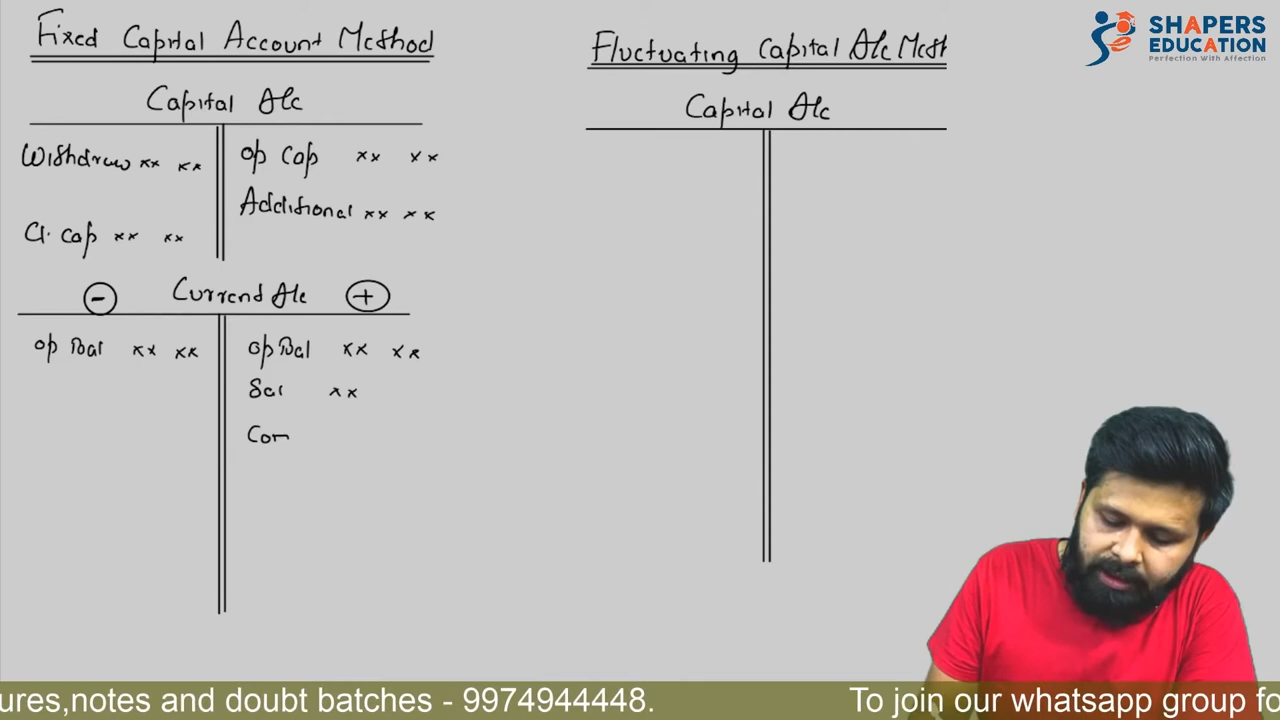 Fixed Capital Account Method
Capital A/c
Withdraw xx xx
op Cap xx xx
Additional xx xx
Cl. cap xx xx
- Current A/c +
op Bal xx xx
op Bal xx xx
Sal xx
Com
Fluctuating Capital A/c Meth
Capital A/c
SHAPERS
EDUCATION
Perfection With Affection
ures,notes and doubt batches - 9974944448.
To join our whatsapp group fo